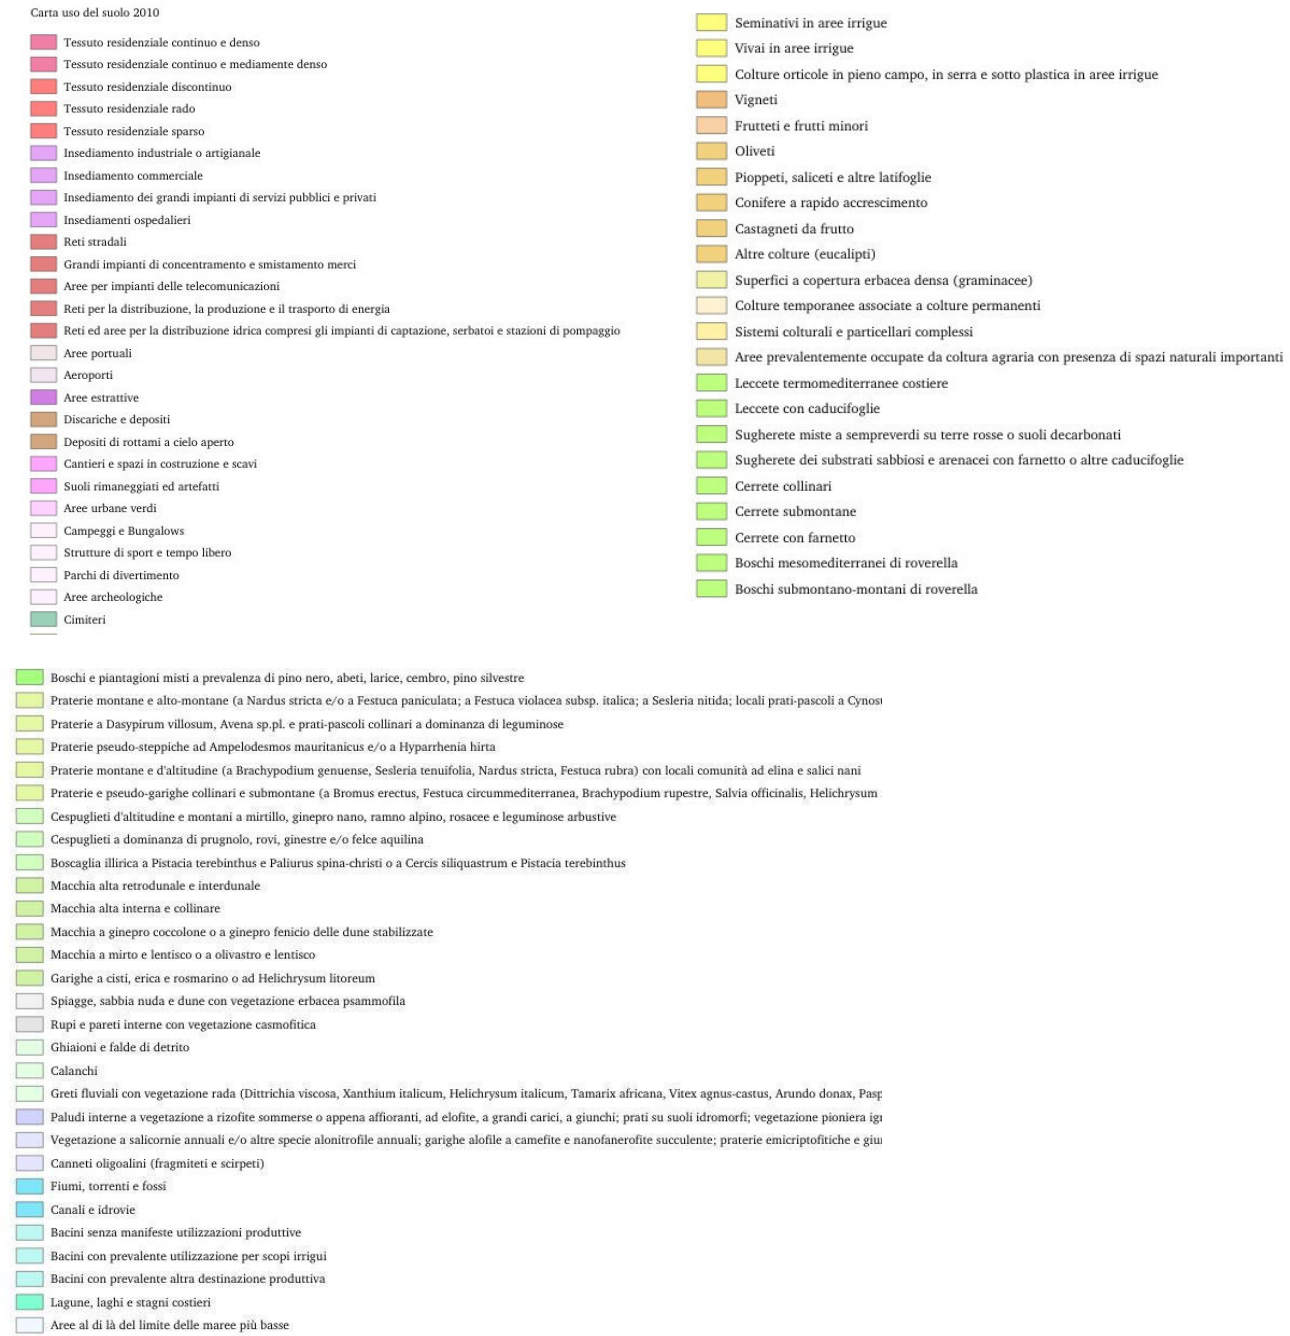 Carta uso del suolo 2010
Tessuto residenziale continuo e denso
Tessuto residenziale continuo e mediamente denso
Tessuto residenziale discontinuo
Tessuto residenziale rado
Tessuto residenziale sparso
Insediamento industriale o artigianale
Insediamento commerciale
Insediamento dei grandi impianti di servizi pubblici e privati
Insediamenti ospedalieri
Reti stradali
Grandi impianti di concentramento e smistamento merci
Aree per impianti delle telecomunicazioni
Reti per la distribuzione, la produzione e il trasporto di energia
Reti ed aree per la distribuzione idrica compresi gli impianti di captazione, serbatoi e stazioni di pompaggio
Aree portuali
Aeroporti
Aree estrattive
Discariche e depositi
Depositi di rottami a cielo aperto
Cantieri e spazi in costruzione e scavi
Suoli rimaneggiati ed artefatti
Aree urbane verdi
Campeggi e Bungalows
Strutture di sport e tempo libero
Parchi di divertimento
Aree archeologiche
Cimiteri
Seminativi in aree irrigue
Vivai in aree irrigue
Colture orticole in pieno campo, in serra e sotto plastica in aree irrigue
Vigneti
Frutteti e frutti minori
Oliveti
Pioppeti, saliceti e altre latifoglie
Conifere a rapido accrescimento
Castagneti da frutto
Altre colture (eucalipti)
Superfici a copertura erbacea densa (graminacee)
Colture temporanee associate a colture permanenti
Sistemi colturali e particellari complessi
Aree prevalentemente occupate da coltura agraria con presenza di spazi naturali importanti
Leccete termomediterranee costiere
Leccete con caducifoglie
Sugherete miste a sempreverdi su terre rosse o suoli decarbonati
Sugherete dei substrati sabbiosi e arenacei con farnetto o altre caducifoglie
Cerrete collinari
Cerrete submontane
Cerrete con farnetto
Boschi mesomediterranei di roverella
Boschi submontano-montani di roverella
Boschi e piantagioni misti a prevalenza di pino nero, abeti, larice, cembro, pino silvestre
Praterie montane e alto-montane (a Nardus stricta e/o a Festuca paniculata; a Festuca violacea subsp. italica; a Sesleria nitida; locali prati-pascoli a Cynosu
Praterie a Dasypirum villosum, Avena sp.pl. e prati-pascoli collinari a dominanza di leguminose
Praterie pseudo-steppiche ad Ampelodesmos mauritanicus e/o a Hyparrhenia hirta
Praterie montane e d'altitudine (a Brachypodium genuense, Sesleria tenuifolia, Nardus stricta, Festuca rubra) con locali comunità ad elina e salici nani
Praterie e pseudo-garighe collinari e submontane (a Bromus erectus, Festuca circummediterranea, Brachypodium rupestre, Salvia officinalis, Helichrysum
Cespuglieti d'altitudine e montani a mirtillo, ginepro nano, ramno alpino, rosacee e leguminose arbustive
Cespuglieti a dominanza di prugnolo, rovi, ginestre e/o felce aquilina
Boscaglia illirica a Pistacia terebinthus e Paliurus spina-christi o a Cercis siliquastrum e Pistacia terebinthus
Macchia alta retrodunale e interdunale
Macchia alta interna e collinare
Macchia a ginepro coccolone o a ginepro fenicio delle dune stabilizzate
Macchia a mirto e lentisco o a olivastro e lentisco
Garighe a cisti, erica e rosmarino o ad Helichrysum litoreum
Spiagge, sabbia nuda e dune con vegetazione erbacea psammofila
Rupi e pareti interne con vegetazione casmofitica
Ghiaioni e falde di detrito
Calanchi
Greti fluviali con vegetazione rada (Dittrichia viscosa, Xanthium italicum, Helichrysum italicum, Tamarix africana, Vitex agnus-castus, Arundo donax, Pasp
Paludi interne a vegetazione a rizofite sommerse o appena affioranti, ad elofite, a grandi carici, a giunchi; prati su suoli idromorfi; vegetazione pioniera igr
Vegetazione a salicornie annuali e/o altre specie alonitrofile annuali; garighe alofile a camefite e nanofanerofite succulente; praterie emicriptofitiche e giun
Canneti oligoalini (fragmiteti e scirpeti)
Fiumi, torrenti e fossi
Canali e idrovie
Bacini senza manifeste utilizzazioni produttive
Bacini con prevalente utilizzazione per scopi irrigui
Bacini con prevalente altra destinazione produttiva
Lagune, laghi e stagni costieri
Aree al di là del limite delle maree più basse